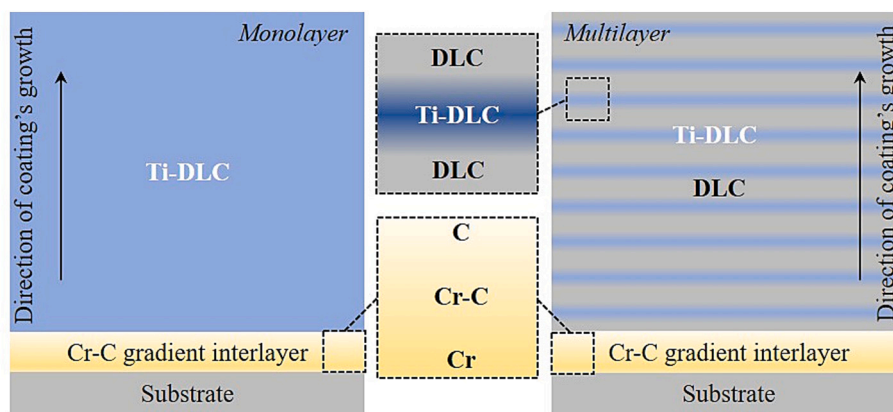 Monolayer
Direction of coating's growth
Ti-DLC
Cr-C gradient interlayer
Substrate
DLC
Ti-DLC
DLC
C
Cr-C
Cr
Multilayer
Ti-DLC
DLC
Direction of coating's growth
Cr-C gradient interlayer
Substrate